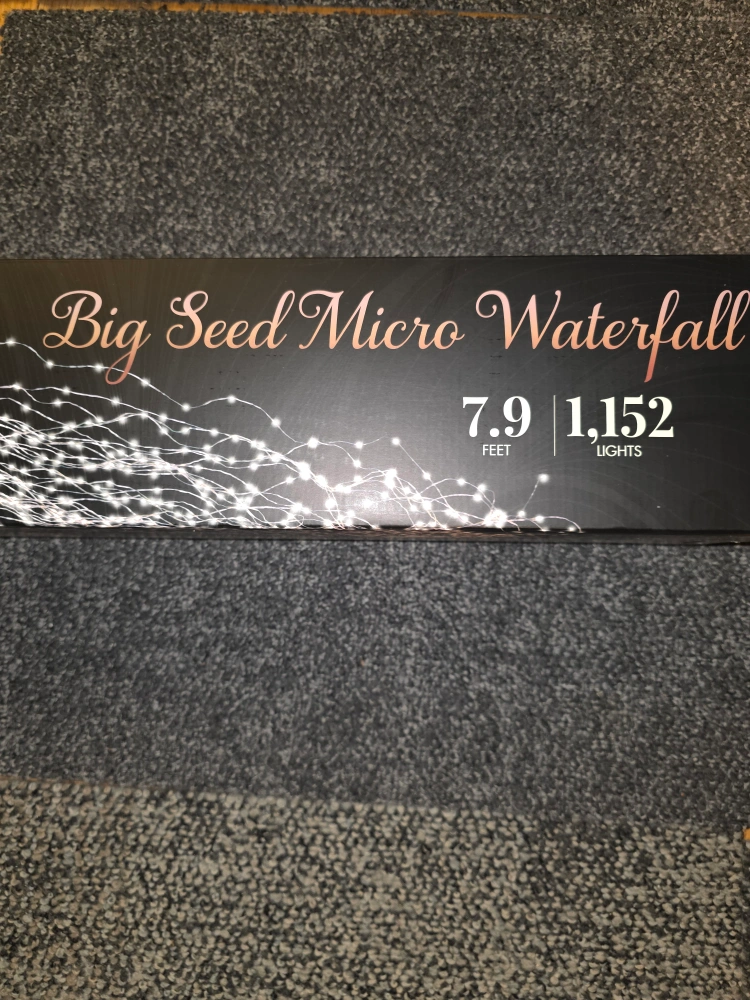 Big Seed Micro Waterfall
7.9 1,152
FEET LIGHTS